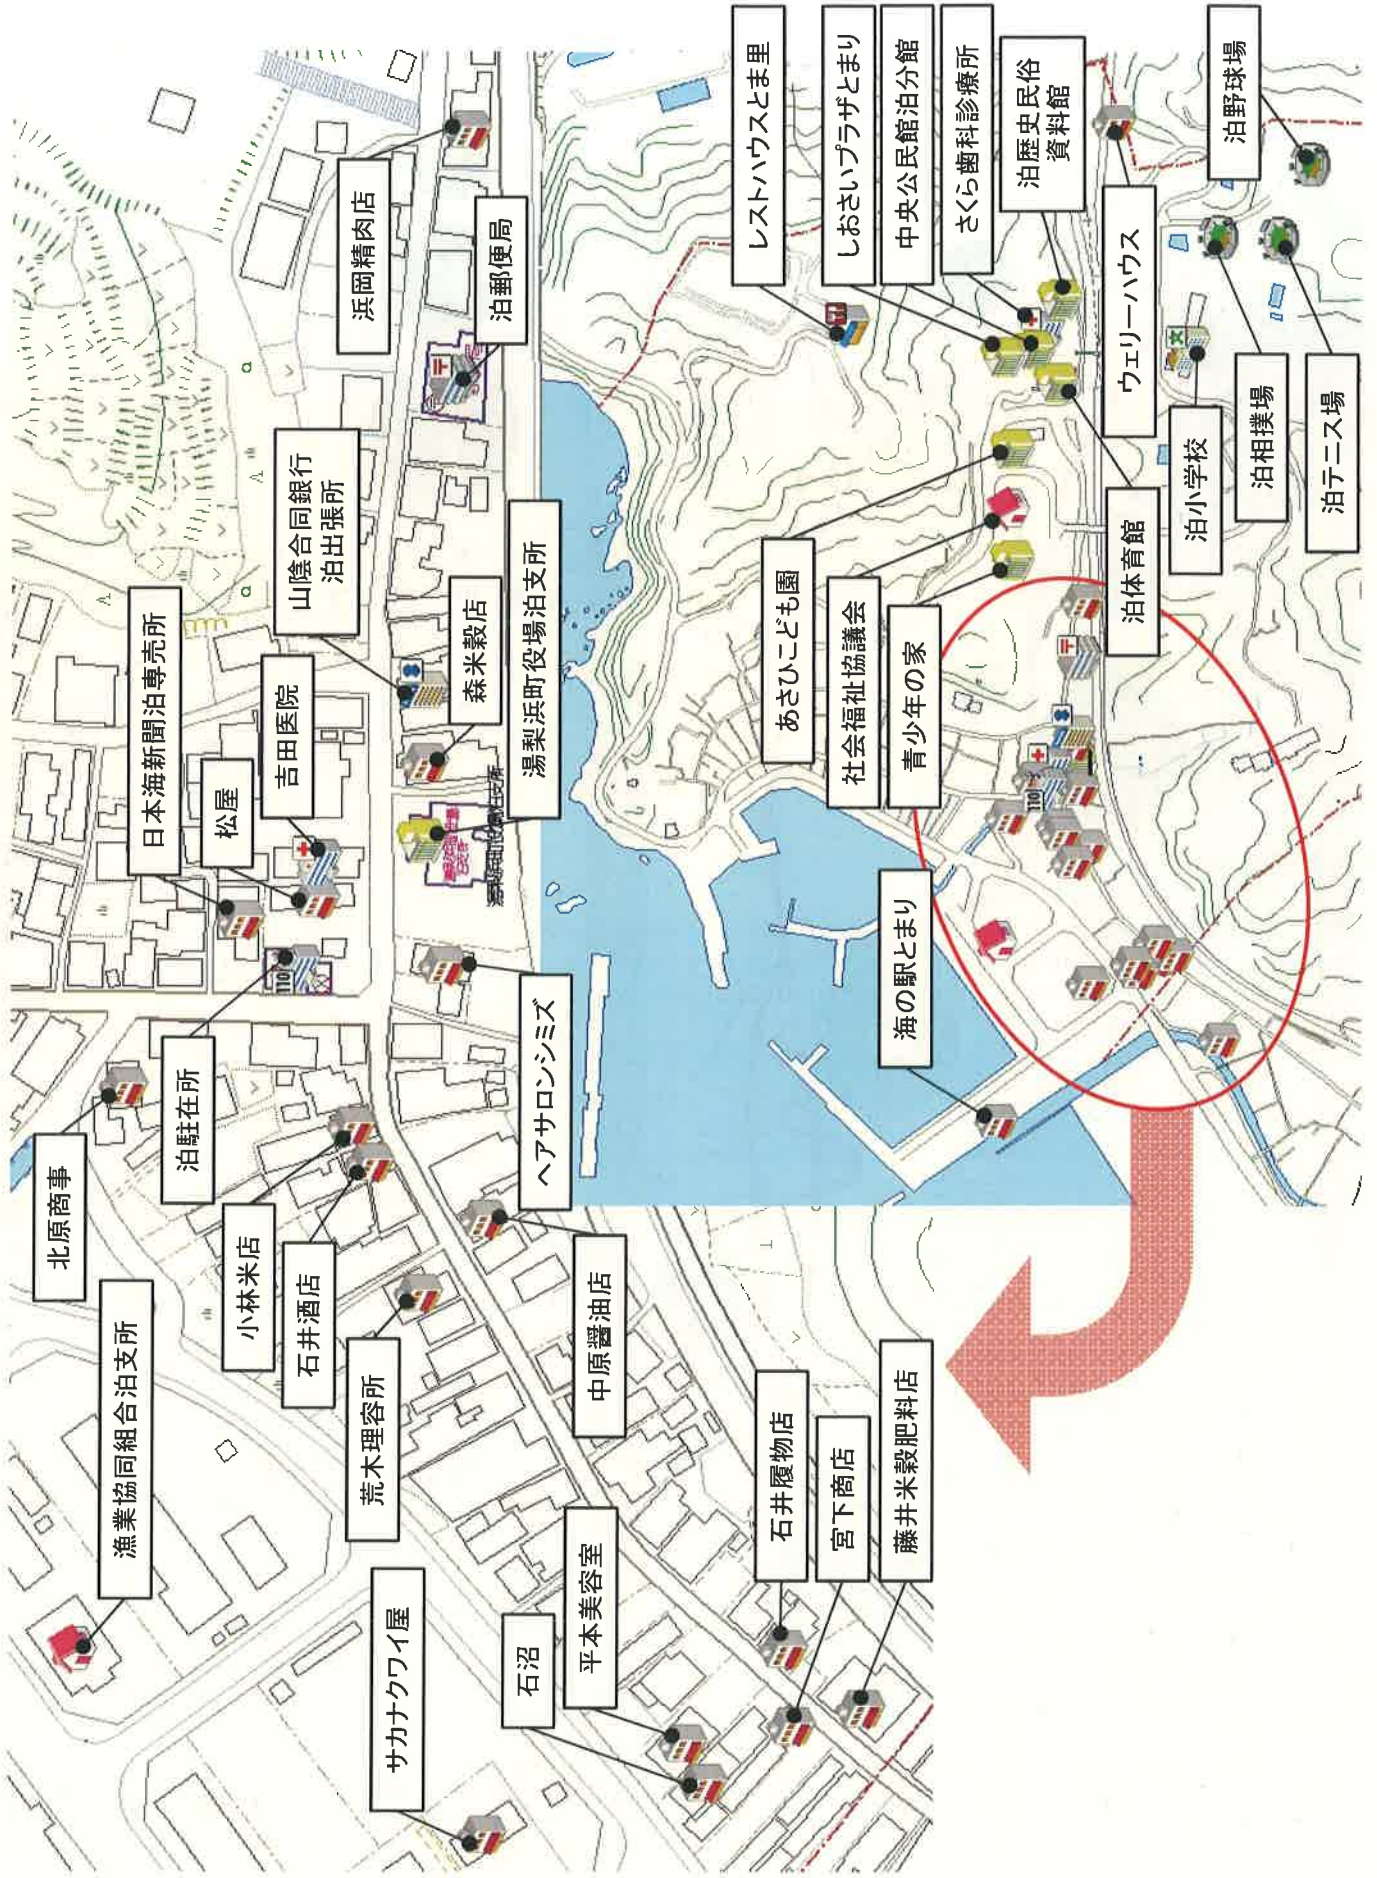 漁業協同組合泊支所
北原商事
泊駐在所
日本海新聞泊専売所
松屋
吉田医院
山陰合同銀行
泊出張所
浜岡精肉店
小林米店
石井酒店
荒木理容所
サカナクワイ屋
110
森米穀店
泊郵便局
湯梨浜町役場泊支所
ヘアサロンシミズ
中原醤油店
石沼
平本美容室
石井履物店
宮下商店
藤井米穀肥料店
レストハウスとま里
しおさいプラザとまり
中央公民館泊分館
さくら歯科診療所
泊歴史民俗
資料館
泊野球場
あさひこども園
社会福祉協議会
青少年の家
海の駅とまり
110
ウェリーハウス
泊体育館
泊小学校
文
泊相撲場
泊テニス場